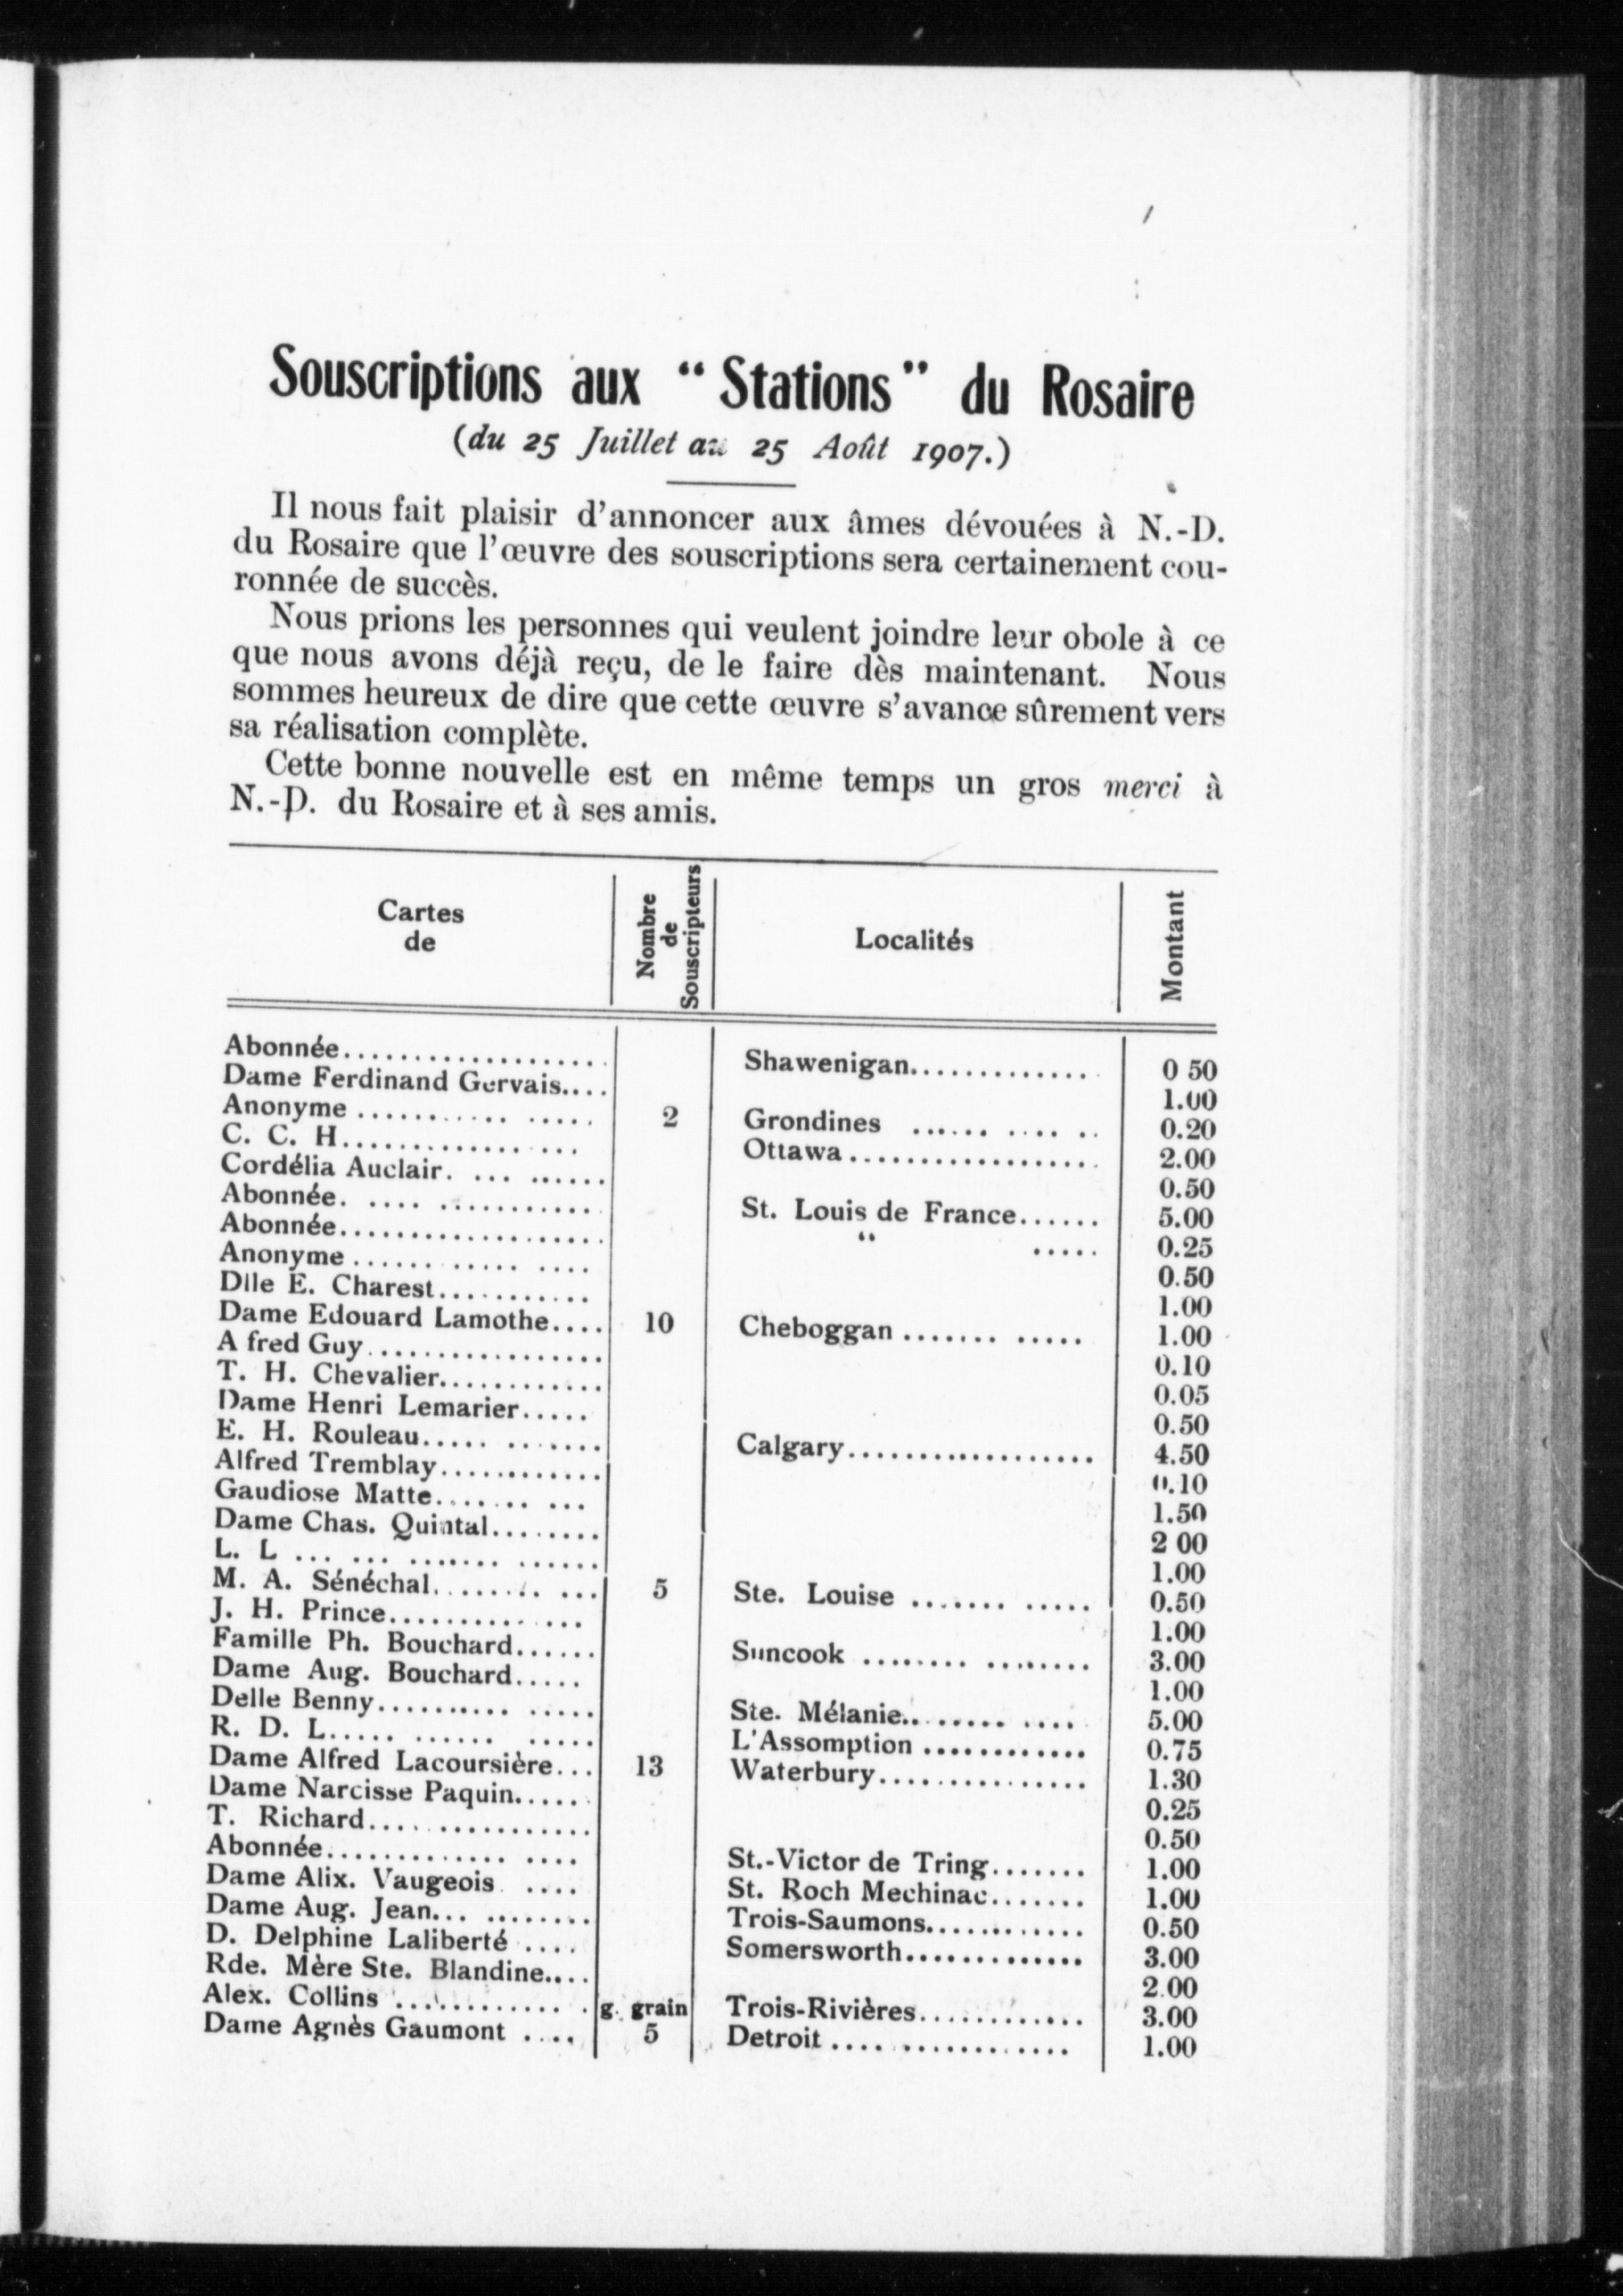 Souscriptions aux “Stations” du Rosaire
(du 25 Juillet au 25 Août 1907.)
Il nous fait plaisir d’annoncer aux âmes dévouées à N.-D.
du Rosaire que l’œuvre des souscriptions sera certainement cou-
ronnée de succès.
Nous prions les personnes qui veulent joindre leur obole à ce
que nous avons déjà reçu, de le faire dès maintenant. Nous
sommes heureux de dire que cette œuvre s’avance sûrement vers
sa réalisation complète.
Cette bonne nouvelle est en même temps un gros merci à
N.-D. du Rosaire et à ses amis.
Cartes de | Nombre de Souscripteurs | Localités | Montant
Abonnée.................... Shawenigan.............. 0 50
Dame Ferdinand Gervais.... 1.00
Anonyme ........... ..... 2 Grondines ...... .... .. 0.20
C. C. H............... ... Ottawa................... 2.00
Cordélia Auclair. ... ...... 0.50
Abonnée. .... ............ St. Louis de France...... 5.00
Abonnée.................... “ ..... 0.25
Anonyme ............ .... 0.50
Dlle E. Charest............ 1.00
Dame Edouard Lamothe.... 10 Cheboggan ....... ..... 1.00
A fred Guy................. 0.10
T. H. Chevalier............ 0.05
Dame Henri Lemarier..... 0.50
E. H. Rouleau..... ....... Calgary................... 4.50
Alfred Tremblay............ 0.10
Gaudiose Matte....... ... 1.50
Dame Chas. Quintal........ 2 00
L. L ... ... ....... ...... 1.00
M. A. Sénéchal......... ... 5 Ste. Louise ....... ..... 0.50
J. H. Prince.......... ... 1.00
Famille Ph. Bouchard...... Suncook ........ ........ 3.00
Dame Aug. Bouchard..... 1.00
Delle Benny.......... ..... Ste. Mélanie......... .... 5.00
R. D. L..... ...... ..... L’Assomption ............ 0.75
Dame Alfred Lacoursière... 13 Waterbury................ 1.30
Dame Narcisse Paquin..... 0.25
T. Richard.... ............ 0.50
Abonnée............. .... St.-Victor de Tring....... 1.00
Dame Alix. Vaugeois .... St. Roch Mechinac....... 1.00
Dame Aug. Jean... ........ Trois-Saumons............ 0.50
D. Delphine Laliberté .... Somersworth.............. 3.00
Rde. Mère Ste. Blandine.... 2.00
Alex. Collins ............. g. grain Trois-Rivières............ 3.00
Dame Agnès Gaumont .... 5 Detroit .... ............ 1.00